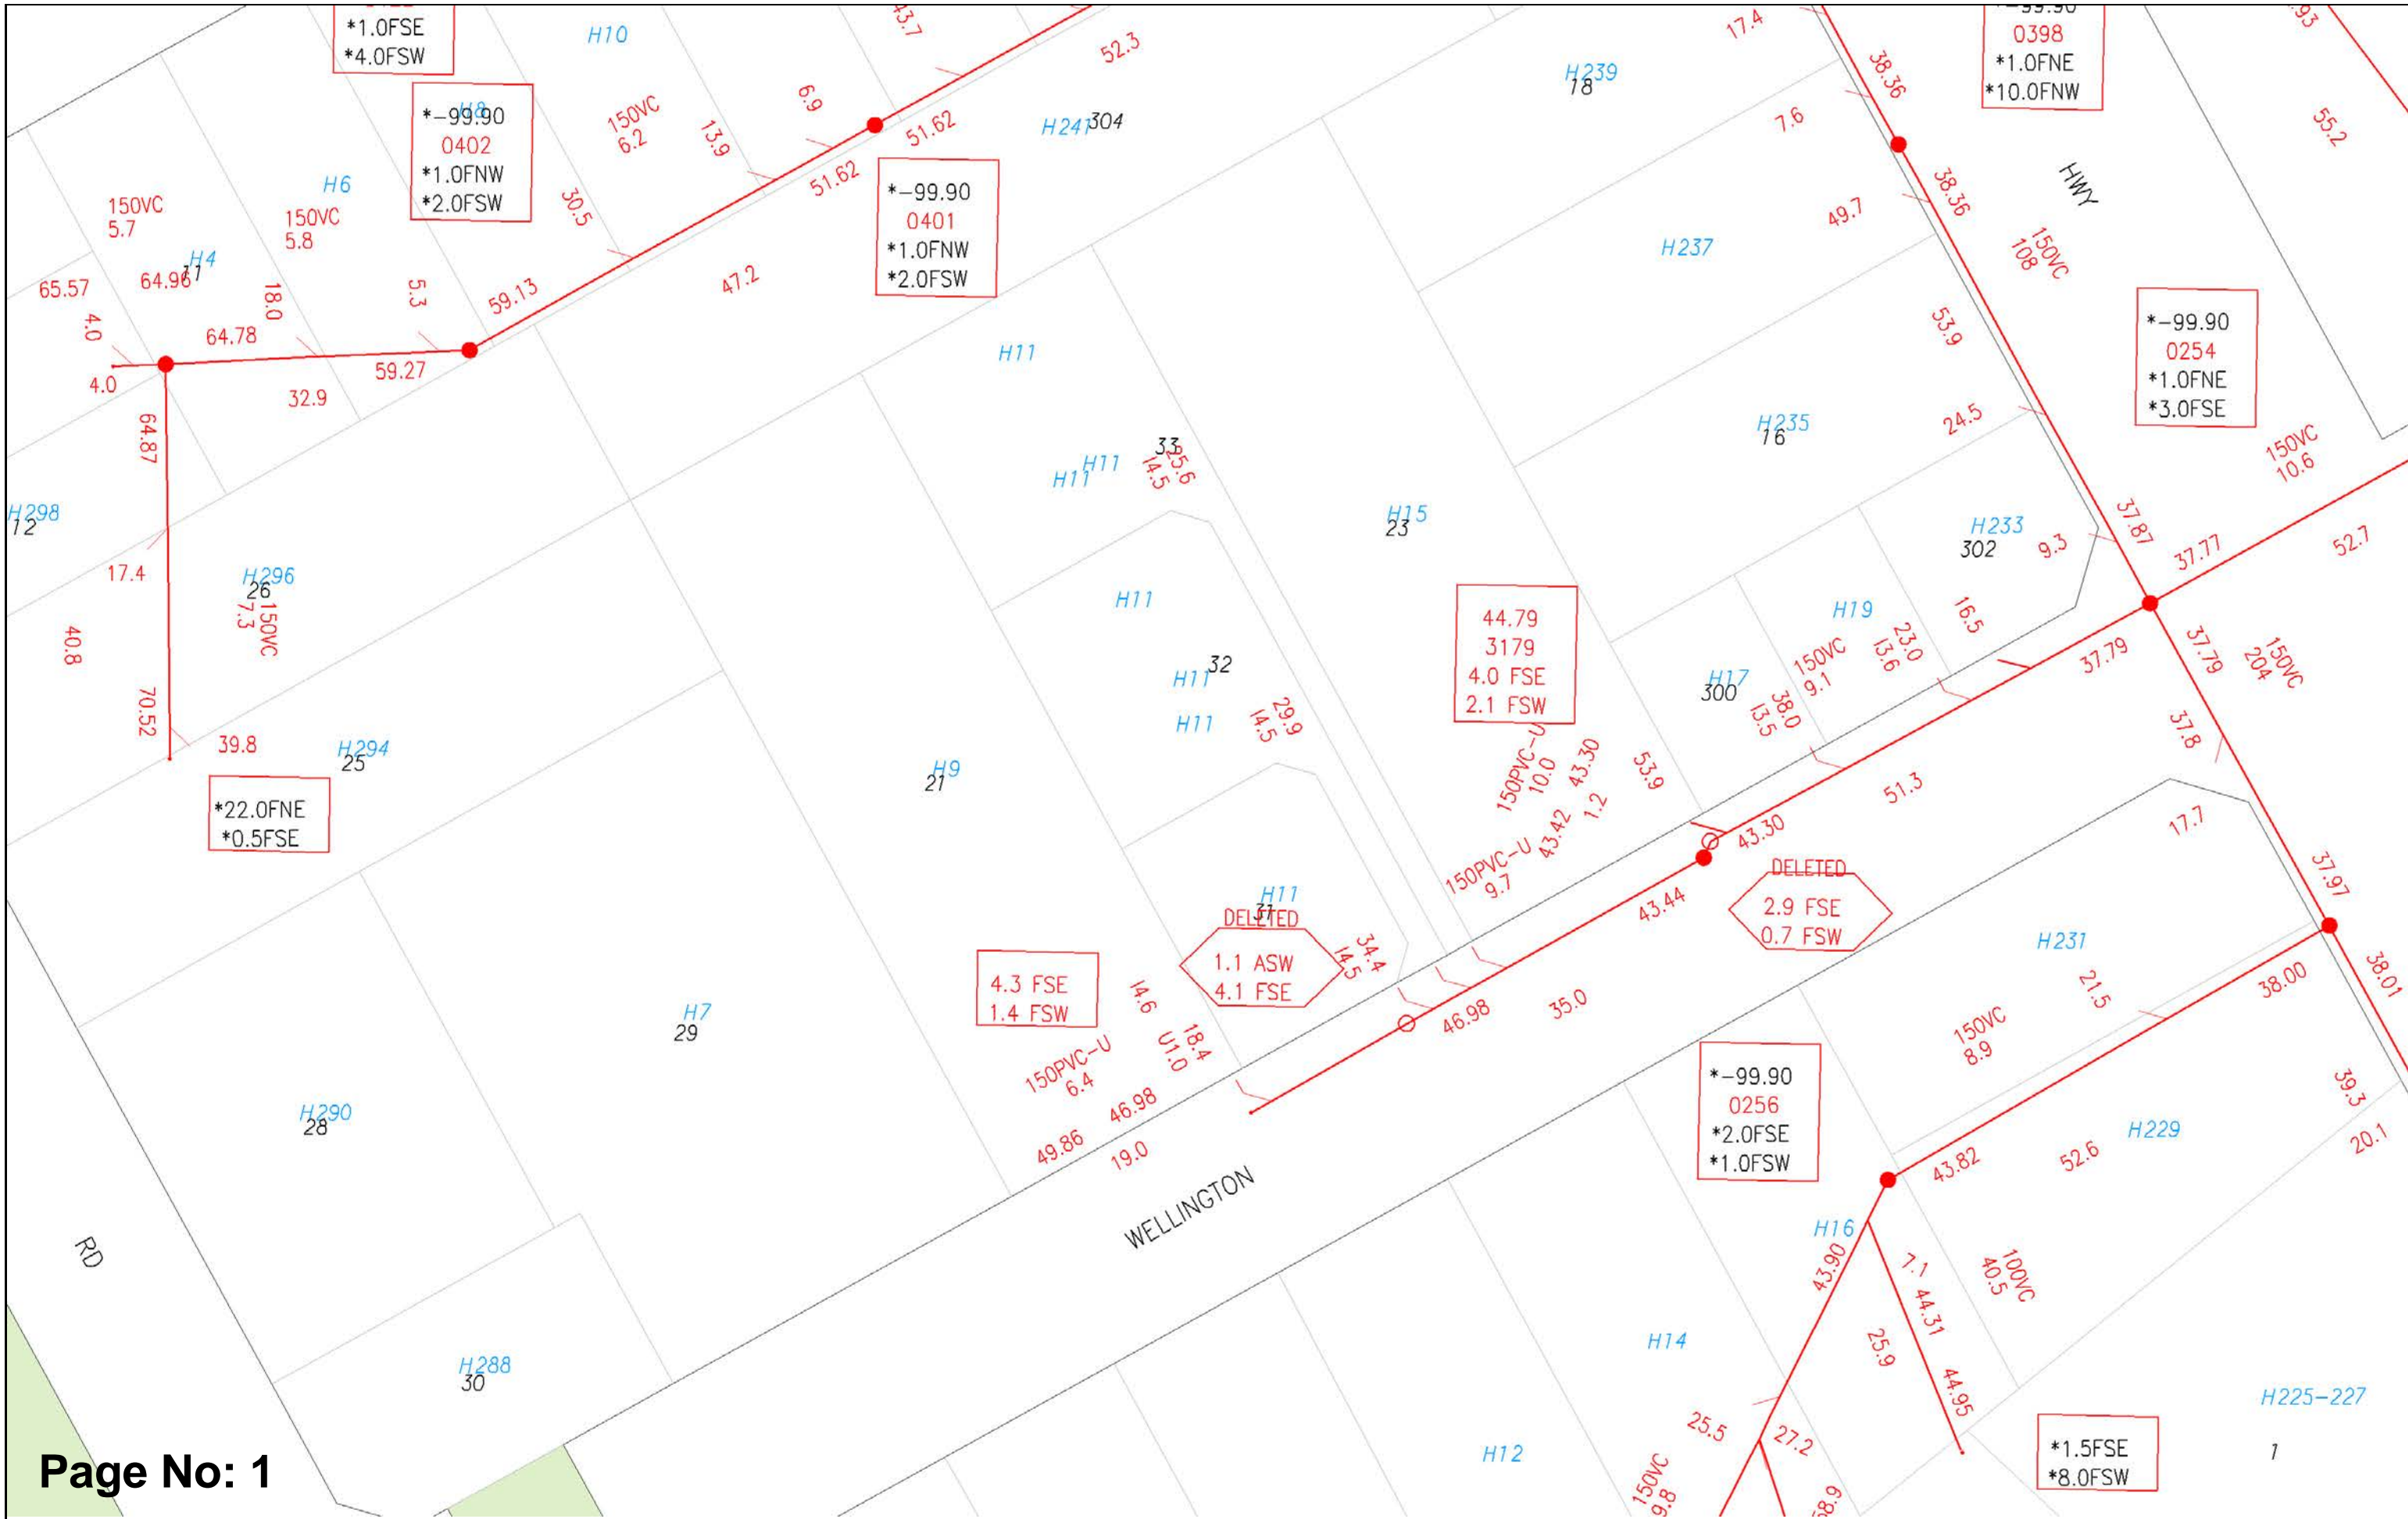 *1.0FSE
*4.0FSW
H10
43.7
52.3
17.4
38.36
-99.90
0398
*1.0FNE
*10.0FNW
.93
H8
*-99.90
0402
*1.0FNW
*2.0FSW
150VC
6.2
6.9
13.9
51.62
51.62
H241
304
H239
18
7.6
38.36
HWY
55.2
H6
150VC
5.7
150VC
5.8
30.5
*-99.90
0401
*1.0FNW
*2.0FSW
H237
49.7
150VC
108
H4
11
65.57
64.96
18.0
5.3
59.13
47.2
4.0
64.78
4.0
32.9
59.27
H11
53.9
*-99.90
0254
*1.0FNE
*3.0FSE
64.87
33
25.6
14.5
H11
H11
H235
16
24.5
150VC
10.6
H298
12
H15
23
H233
302
9.3
37.87
37.77
52.7
17.4
H296
26
150VC
7.3
40.8
H11
44.79
3179
4.0 FSE
2.1 FSW
H19
23.0
13.6
16.5
37.79
37.79
150VC
204
32
H11
H11
29.9
14.5
H17
300
150VC
9.1
38.0
13.5
37.8
70.52
39.8
H294
25
*22.0FNE
*0.5FSE
H9
21
150PVC-U
10.0
43.30
53.9
43.42
1.2
51.3
43.30
17.7
150PVC-U
9.7
DELETED
2.9 FSE
0.7 FSW
43.44
37.97
H11
31
DELETED
1.1 ASW
4.1 FSE
34.4
14.5
4.3 FSE
1.4 FSW
14.6
18.4
U1.0
H7
29
46.98
35.0
H231
21.5
38.00
38.01
150VC
8.9
150PVC-U
6.4
46.98
49.86
19.0
*-99.90
0256
*2.0FSE
*1.0FSW
39.3
H290
28
43.82
52.6
H229
20.1
WELLINGTON
RD
H16
43.90
7.1
44.31
100VC
40.5
H14
25.9
44.95
H288
30
25.5
27.2
H225-227
1
H12
150VC
9.8
58.9
*1.5FSE
*8.0FSW
Page No: 1